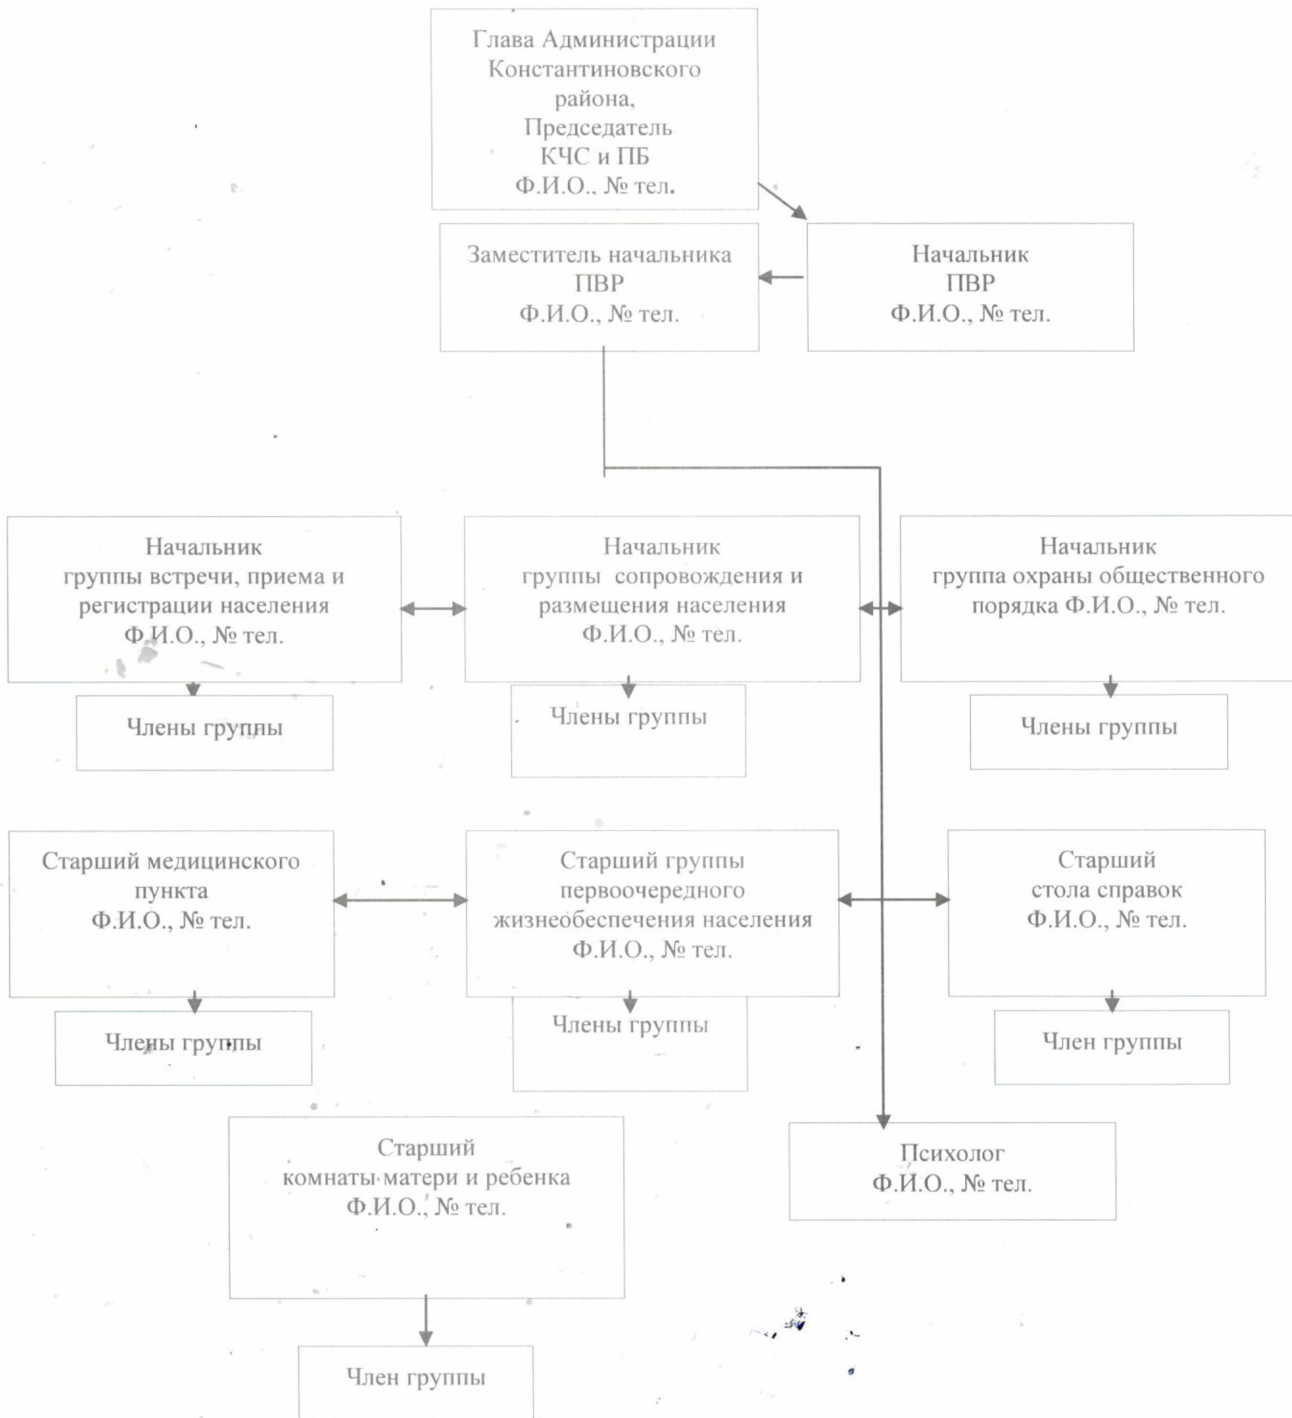 Глава Администрации
Константиновского
района,
Председатель
КЧС и ПБ
Ф.И.О., № тел.
Заместитель начальника
ПВР
Ф.И.О., № тел.
Начальник
ПВР
Ф.И.О., № тел.
Начальник
группы встречи, приема и
регистрации населения
Ф.И.О., № тел.
Начальник
группы сопровождения и
размещения населения
Ф.И.О., № тел.
Начальник
группа охраны общественного
порядка Ф.И.О., № тел.
Члены группы
Члены группы
Члены группы
Старший медицинского
пункта
Ф.И.О., № тел.
Старший группы
первоочередного
жизнеобеспечения населения
Ф.И.О., № тел.
Старший
стола справок
Ф.И.О., № тел.
Члены группы
Члены группы
Член группы
Старший
комнаты матери и ребенка
Ф.И.О., № тел.
Психолог
Ф.И.О., № тел.
Член группы